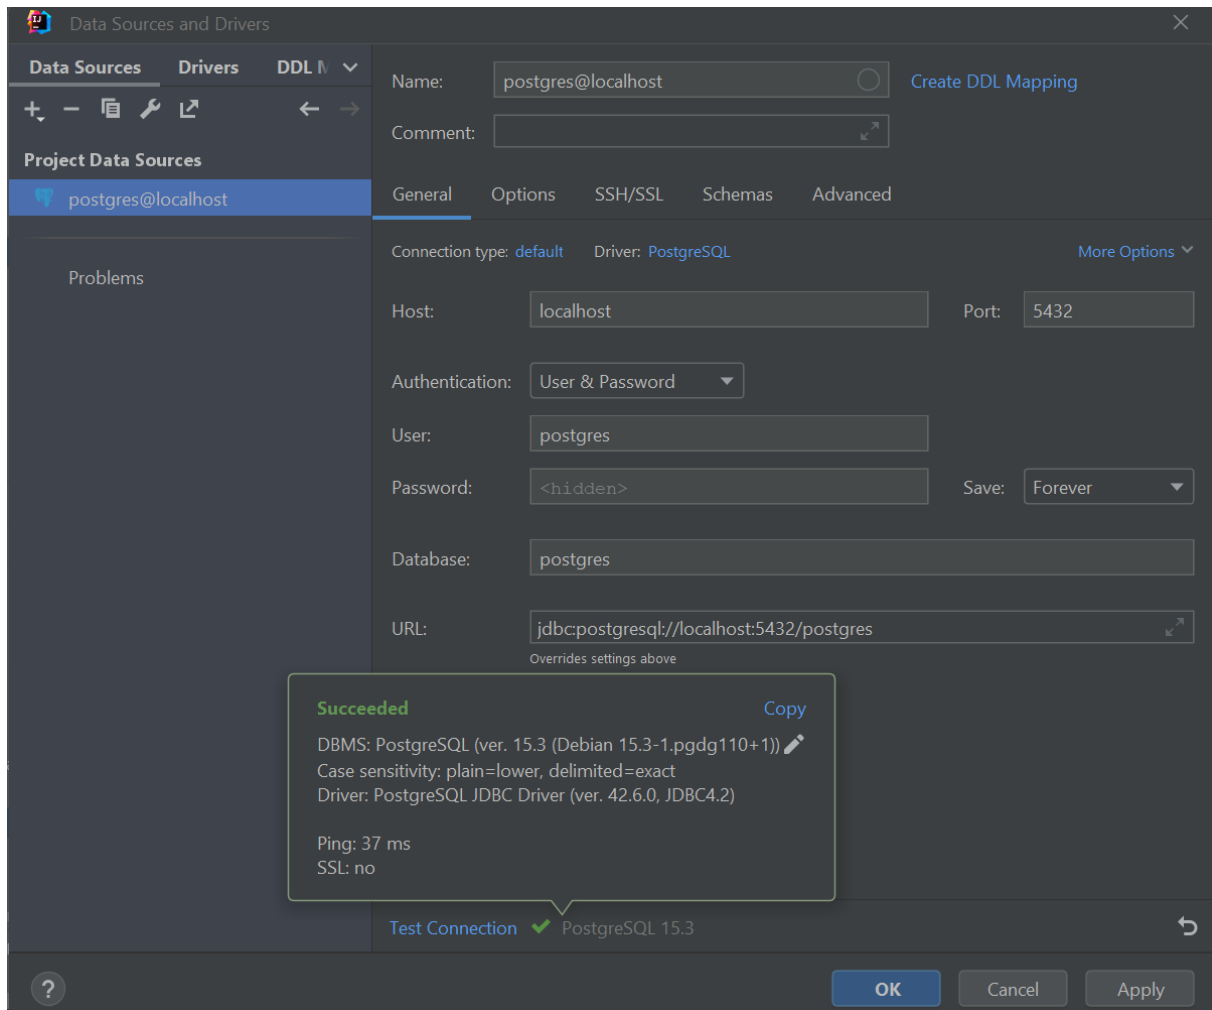 Data Sources and Drivers
Data Sources Drivers DDL M
Project Data Sources
postgres@localhost
Problems
Name: postgres@localhost Create DDL Mapping
Comment:
General Options SSH/SSL Schemas Advanced
Connection type: default Driver: PostgreSQL More Options
Host: localhost Port: 5432
Authentication: User & Password
User: postgres
Password: <hidden> Save: Forever
Database: postgres
URL: jdbc:postgresql://localhost:5432/postgres
Overrides settings above
Succeeded Copy
DBMS: PostgreSQL (ver. 15.3 (Debian 15.3-1.pgdg110+1))
Case sensitivity: plain=lower, delimited=exact
Driver: PostgreSQL JDBC Driver (ver. 42.6.0, JDBC4.2)
Ping: 37 ms
SSL: no
Test Connection PostgreSQL 15.3
? OK Cancel Apply